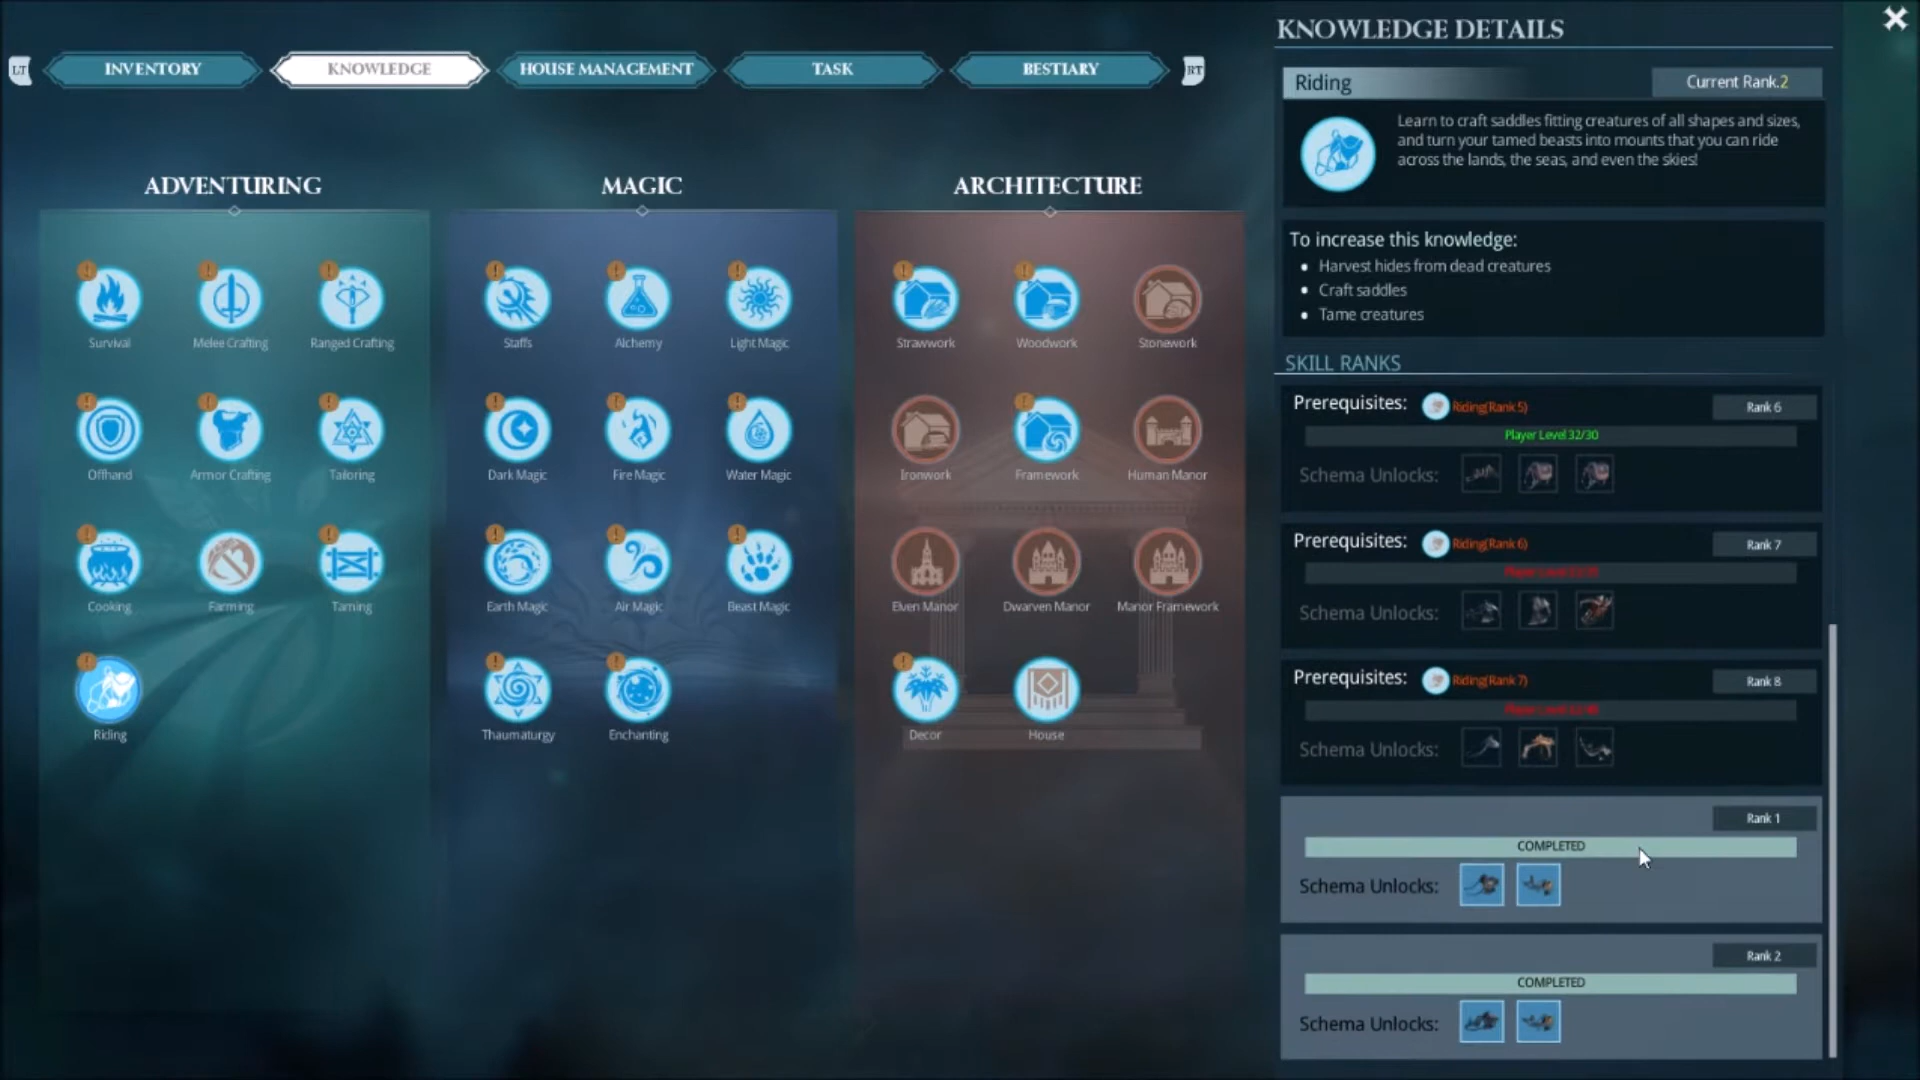 LT
INVENTORY
KNOWLEDGE
HOUSE MANAGEMENT
TASK
BESTIARY
RT
ADVENTURING
MAGIC
ARCHITECTURE
Survival
Melee Crafting
Ranged Crafting
Staffs
Alchemy
Light Magic
Strawwork
Woodwork
Stonework
Offhand
Armor Crafting
Tailoring
Dark Magic
Fire Magic
Water Magic
Ironwork
Framework
Human Manor
Cooking
Farming
Taming
Earth Magic
Air Magic
Beast Magic
Elven Manor
Dwarven Manor
Manor Framework
Riding
Thaumaturgy
Enchanting
Decor
House
KNOWLEDGE DETAILS
Riding
Current Rank.2
Learn to craft saddles fitting creatures of all shapes and sizes,
and turn your tamed beasts into mounts that you can ride
across the lands, the seas, and even the skies!
To increase this knowledge:
Harvest hides from dead creatures
Craft saddles
Tame creatures
SKILL RANKS
Prerequisites: Riding(Rank 5) Rank 6
Player Level 32/30
Schema Unlocks:
Prerequisites: Riding(Rank 6) Rank 7
Player Level
Schema Unlocks:
Prerequisites: Riding(Rank 7) Rank 8
Player Level
Schema Unlocks:
Rank 1
COMPLETED
Schema Unlocks:
Rank 2
COMPLETED
Schema Unlocks: